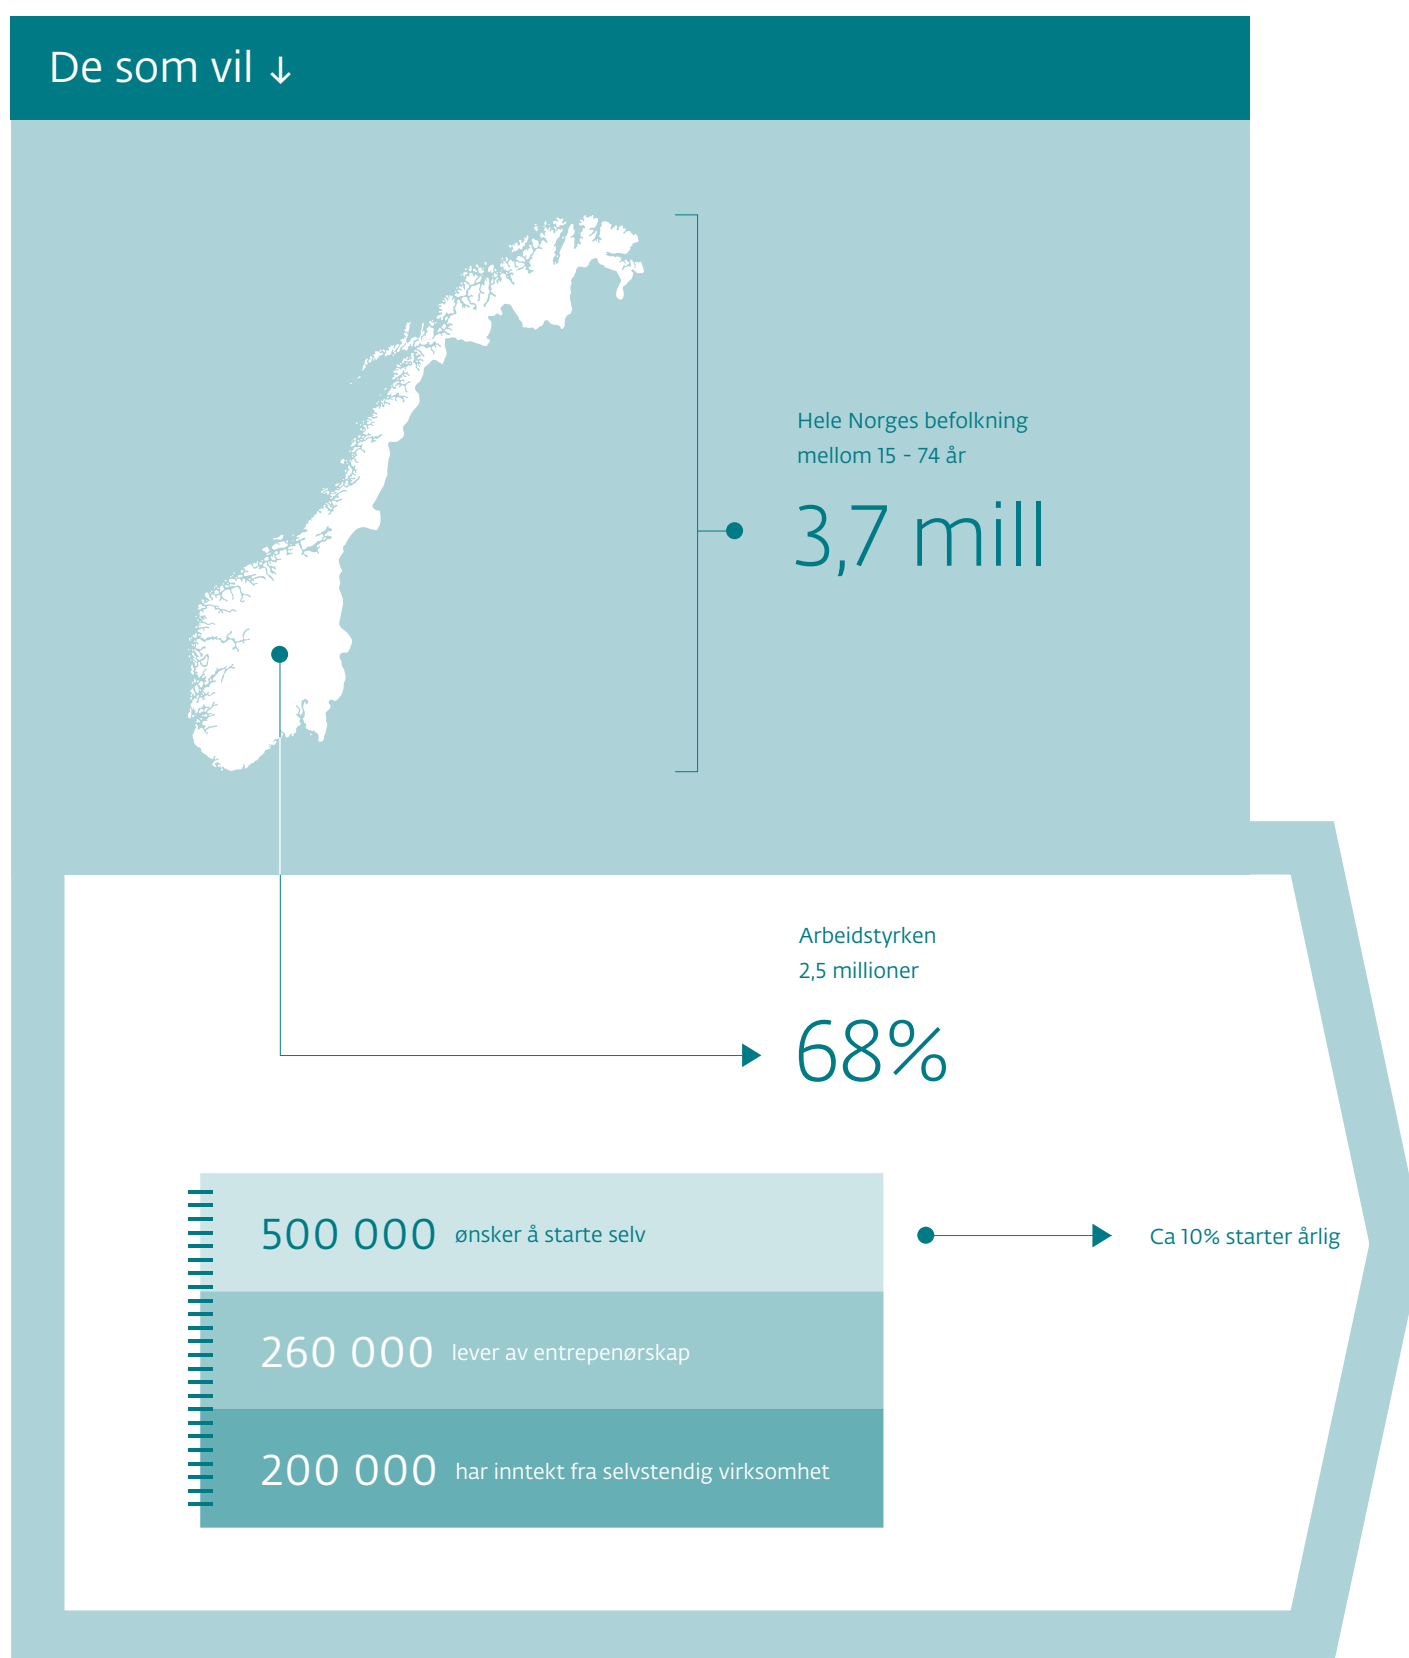 De som vil ↓
Hele Norges befolkning
mellom 15 - 74 år
3,7 mill
Arbeidstyrken
2,5 millioner
68%
500 000 ønsker å starte selv
Ca 10% starter årlig
260 000 lever av entrepenørskap
200 000 har inntekt fra selvstendig virksomhet